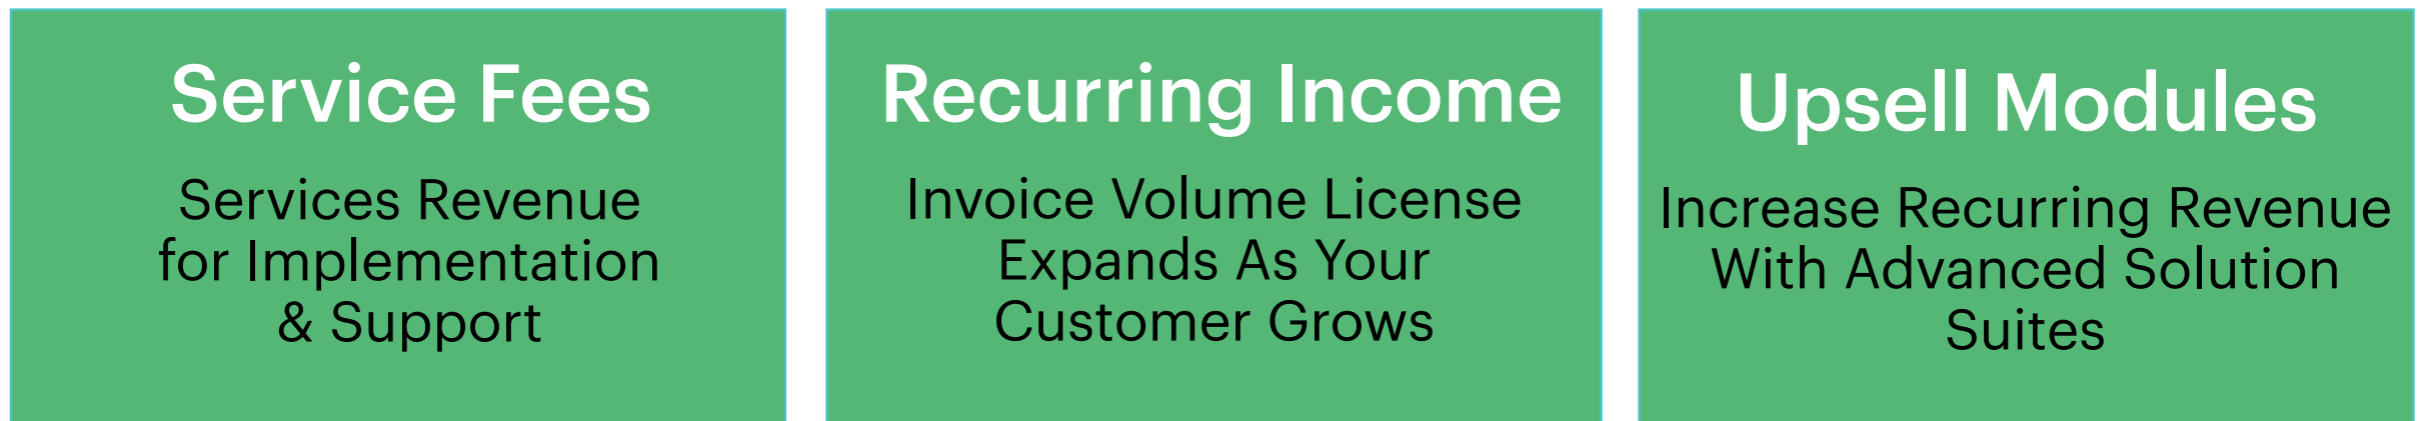 Service Fees
Services Revenue
for Implementation
& Support
Recurring Income
Invoice Volume License
Expands As Your
Customer Grows
Upsell Modules
Increase Recurring Revenue
With Advanced Solution
Suites